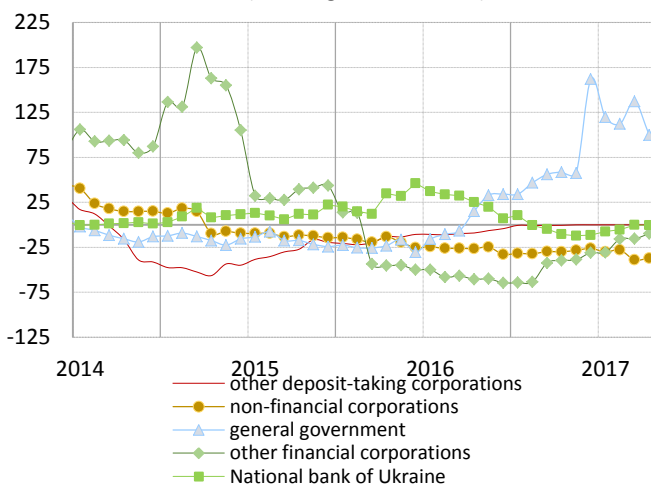 225
175
125
75
25
-25
-75
-125
2014 2015 2016 2017
other deposit-taking corporations
non-financial corporations
general government
other financial corporations
National bank of Ukraine